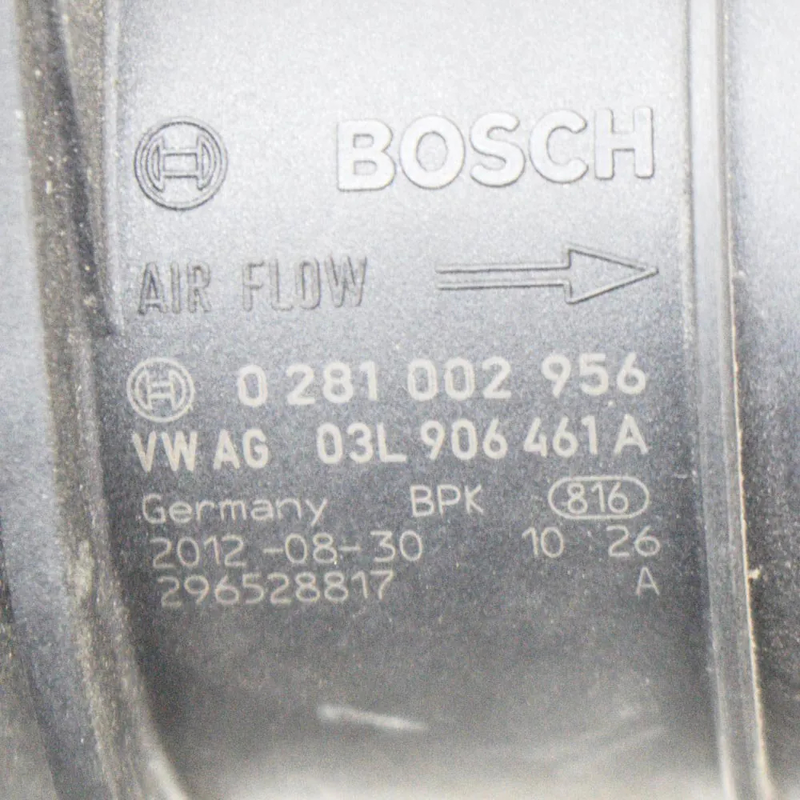 BOSCH
AIR FLOW
0 281 002 956
VW AG 03L 906 461 A
Germany BPK 816
2012-08-30 10:26
296528817 A